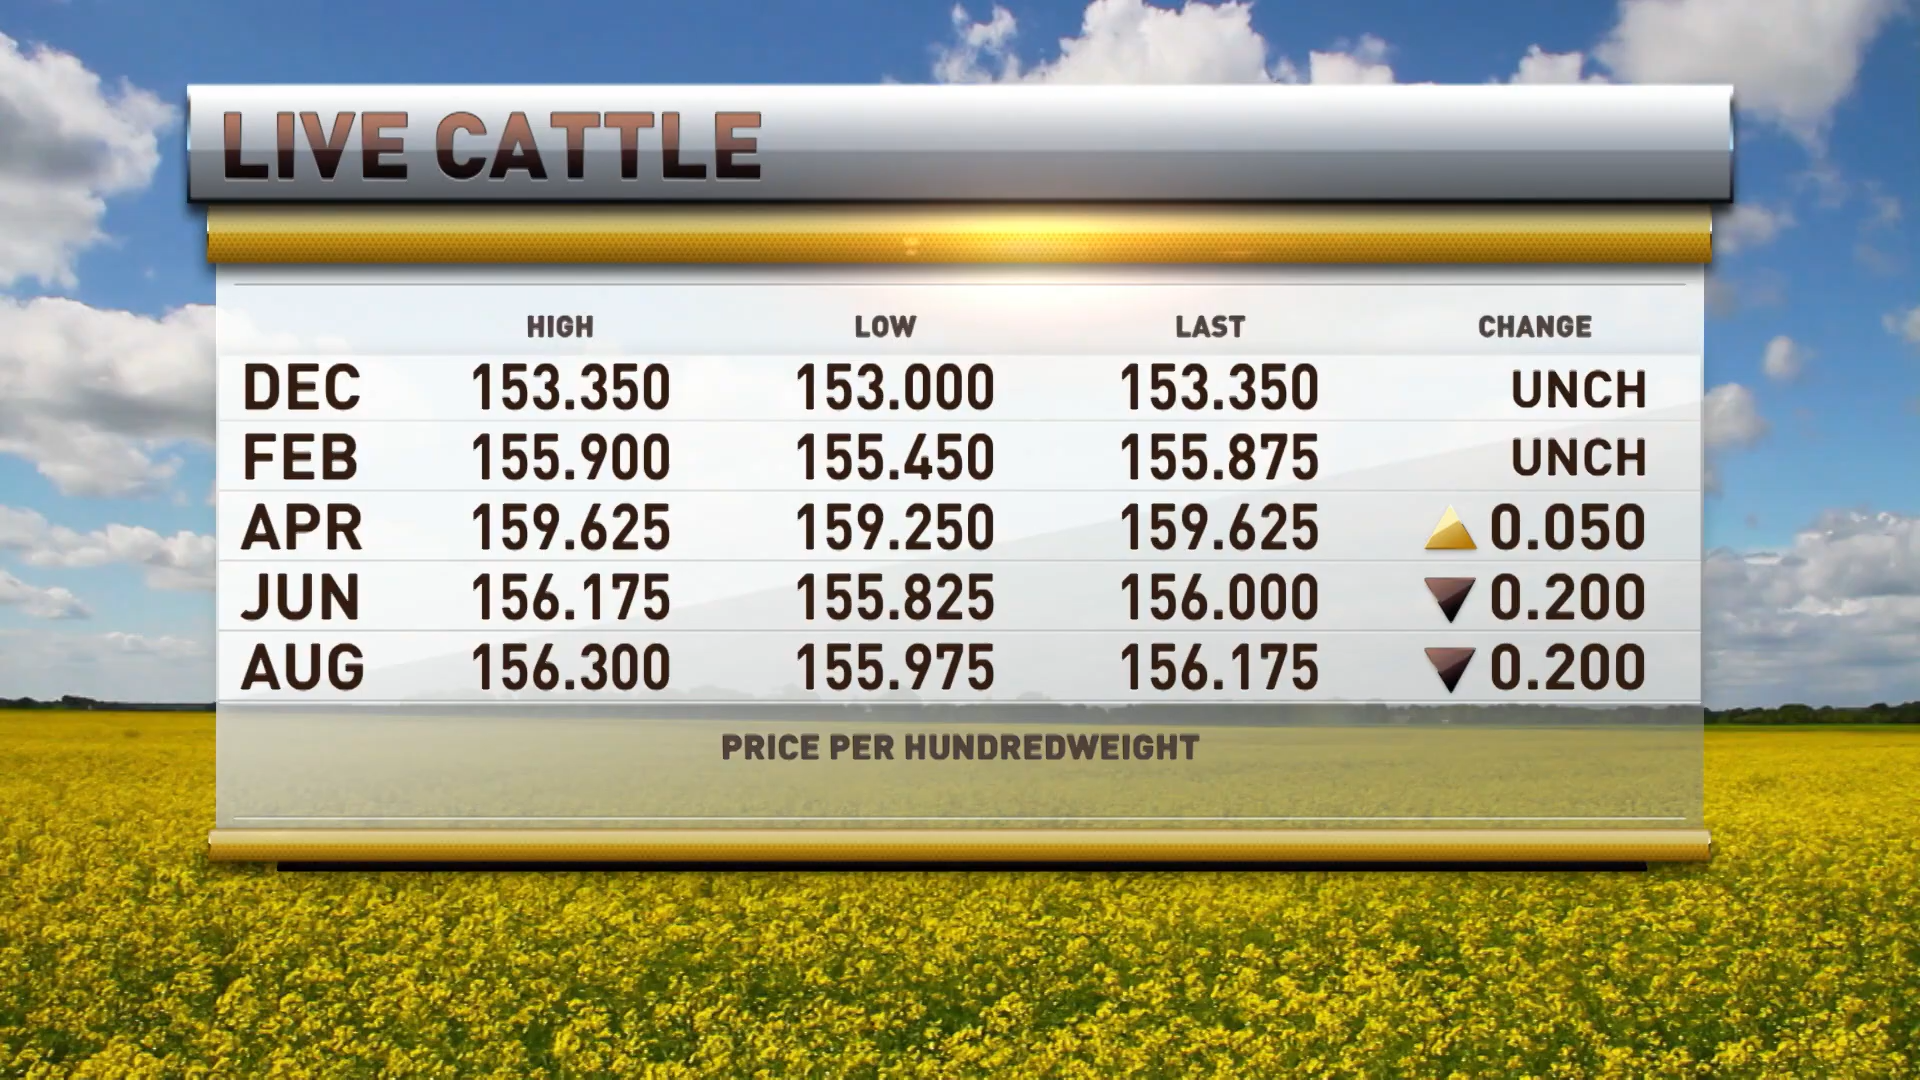 LIVE CATTLE
HIGH LOW LAST CHANGE
DEC 153.350 153.000 153.350 UNCH
FEB 155.900 155.450 155.875 UNCH
APR 159.625 159.250 159.625 0.050
JUN 156.175 155.825 156.000 0.200
AUG 156.300 155.975 156.175 0.200
PRICE PER HUNDREDWEIGHT